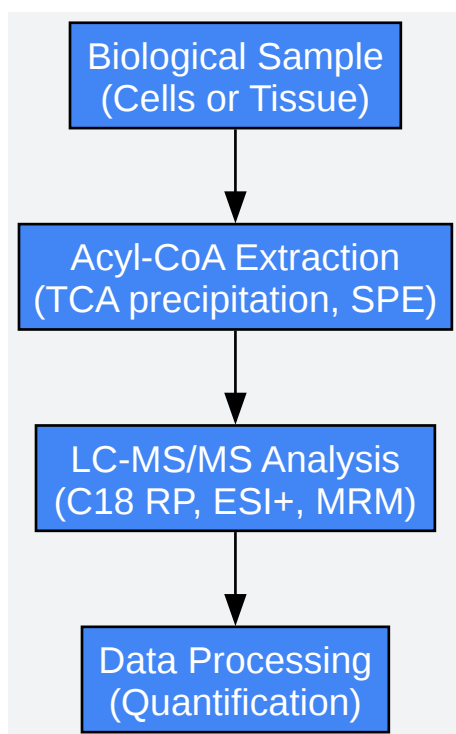 Biological Sample
(Cells or Tissue)
Acyl-CoA Extraction
(TCA precipitation, SPE)
LC-MS/MS Analysis
(C18 RP, ESI+, MRM)
Data Processing
(Quantification)